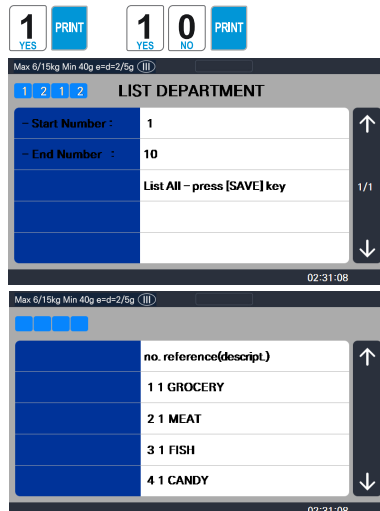 1 YES PRINT 1 YES 0 NO PRINT
Max 6/15kg Min 40g e=d=2/5g III
1 2 1 2 LIST DEPARTMENT
- Start Number : 1
- End Number : 10
List All - press [SAVE] key
1/1
02:31:08
Max 6/15kg Min 40g e=d=2/5g III
no. reference(descript.)
1 1 GROCERY
2 1 MEAT
3 1 FISH
4 1 CANDY
02:31:08